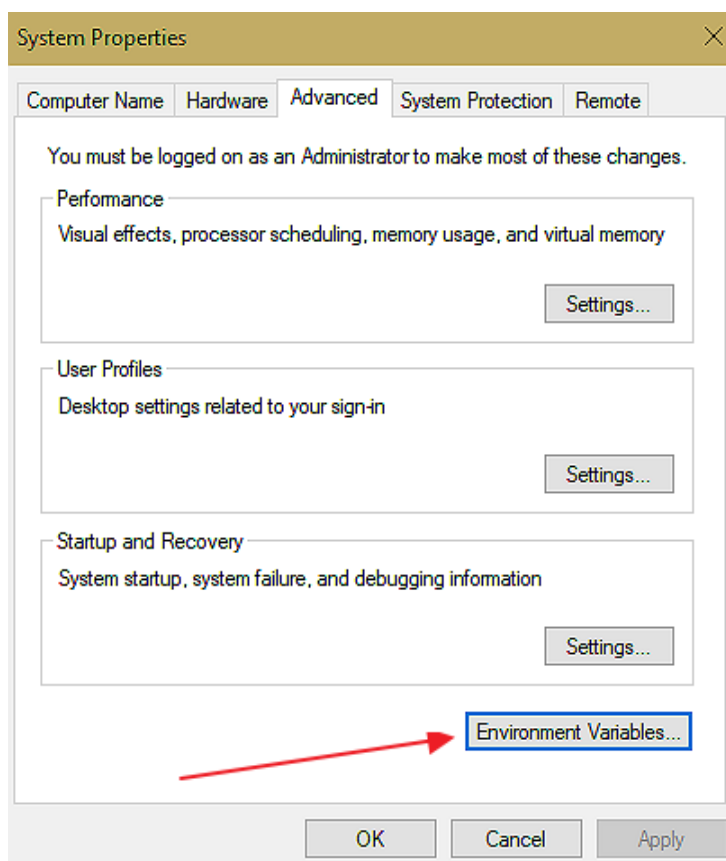 System Properties
Computer Name Hardware Advanced System Protection Remote
You must be logged on as an Administrator to make most of these changes.
Performance
Visual effects, processor scheduling, memory usage, and virtual memory
Settings...
User Profiles
Desktop settings related to your sign-in
Settings...
Startup and Recovery
System startup, system failure, and debugging information
Settings...
Environment Variables...
OK Cancel Apply